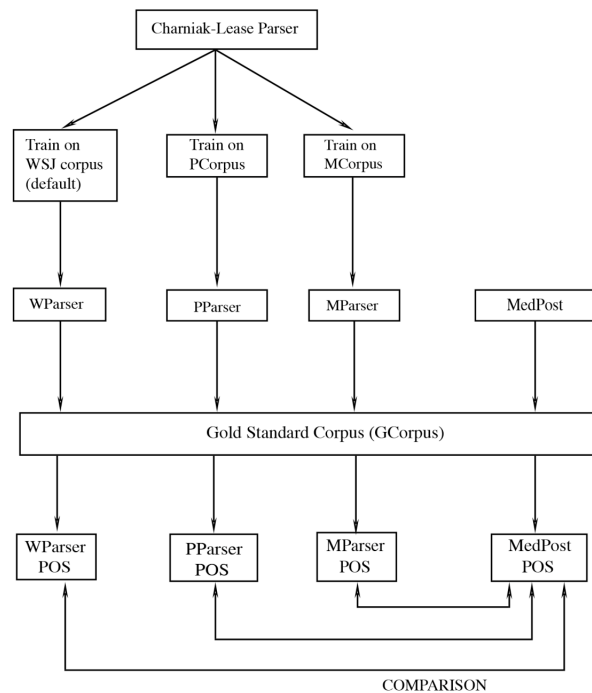 Charniak-Lease Parser
Train on
WSJ corpus
(default)
Train on
PCorpus
Train on
MCorpus
WParser
PParser
MParser
MedPost
Gold Standard Corpus (GCorpus)
WParser
POS
PParser
POS
MParser
POS
MedPost
POS
COMPARISON